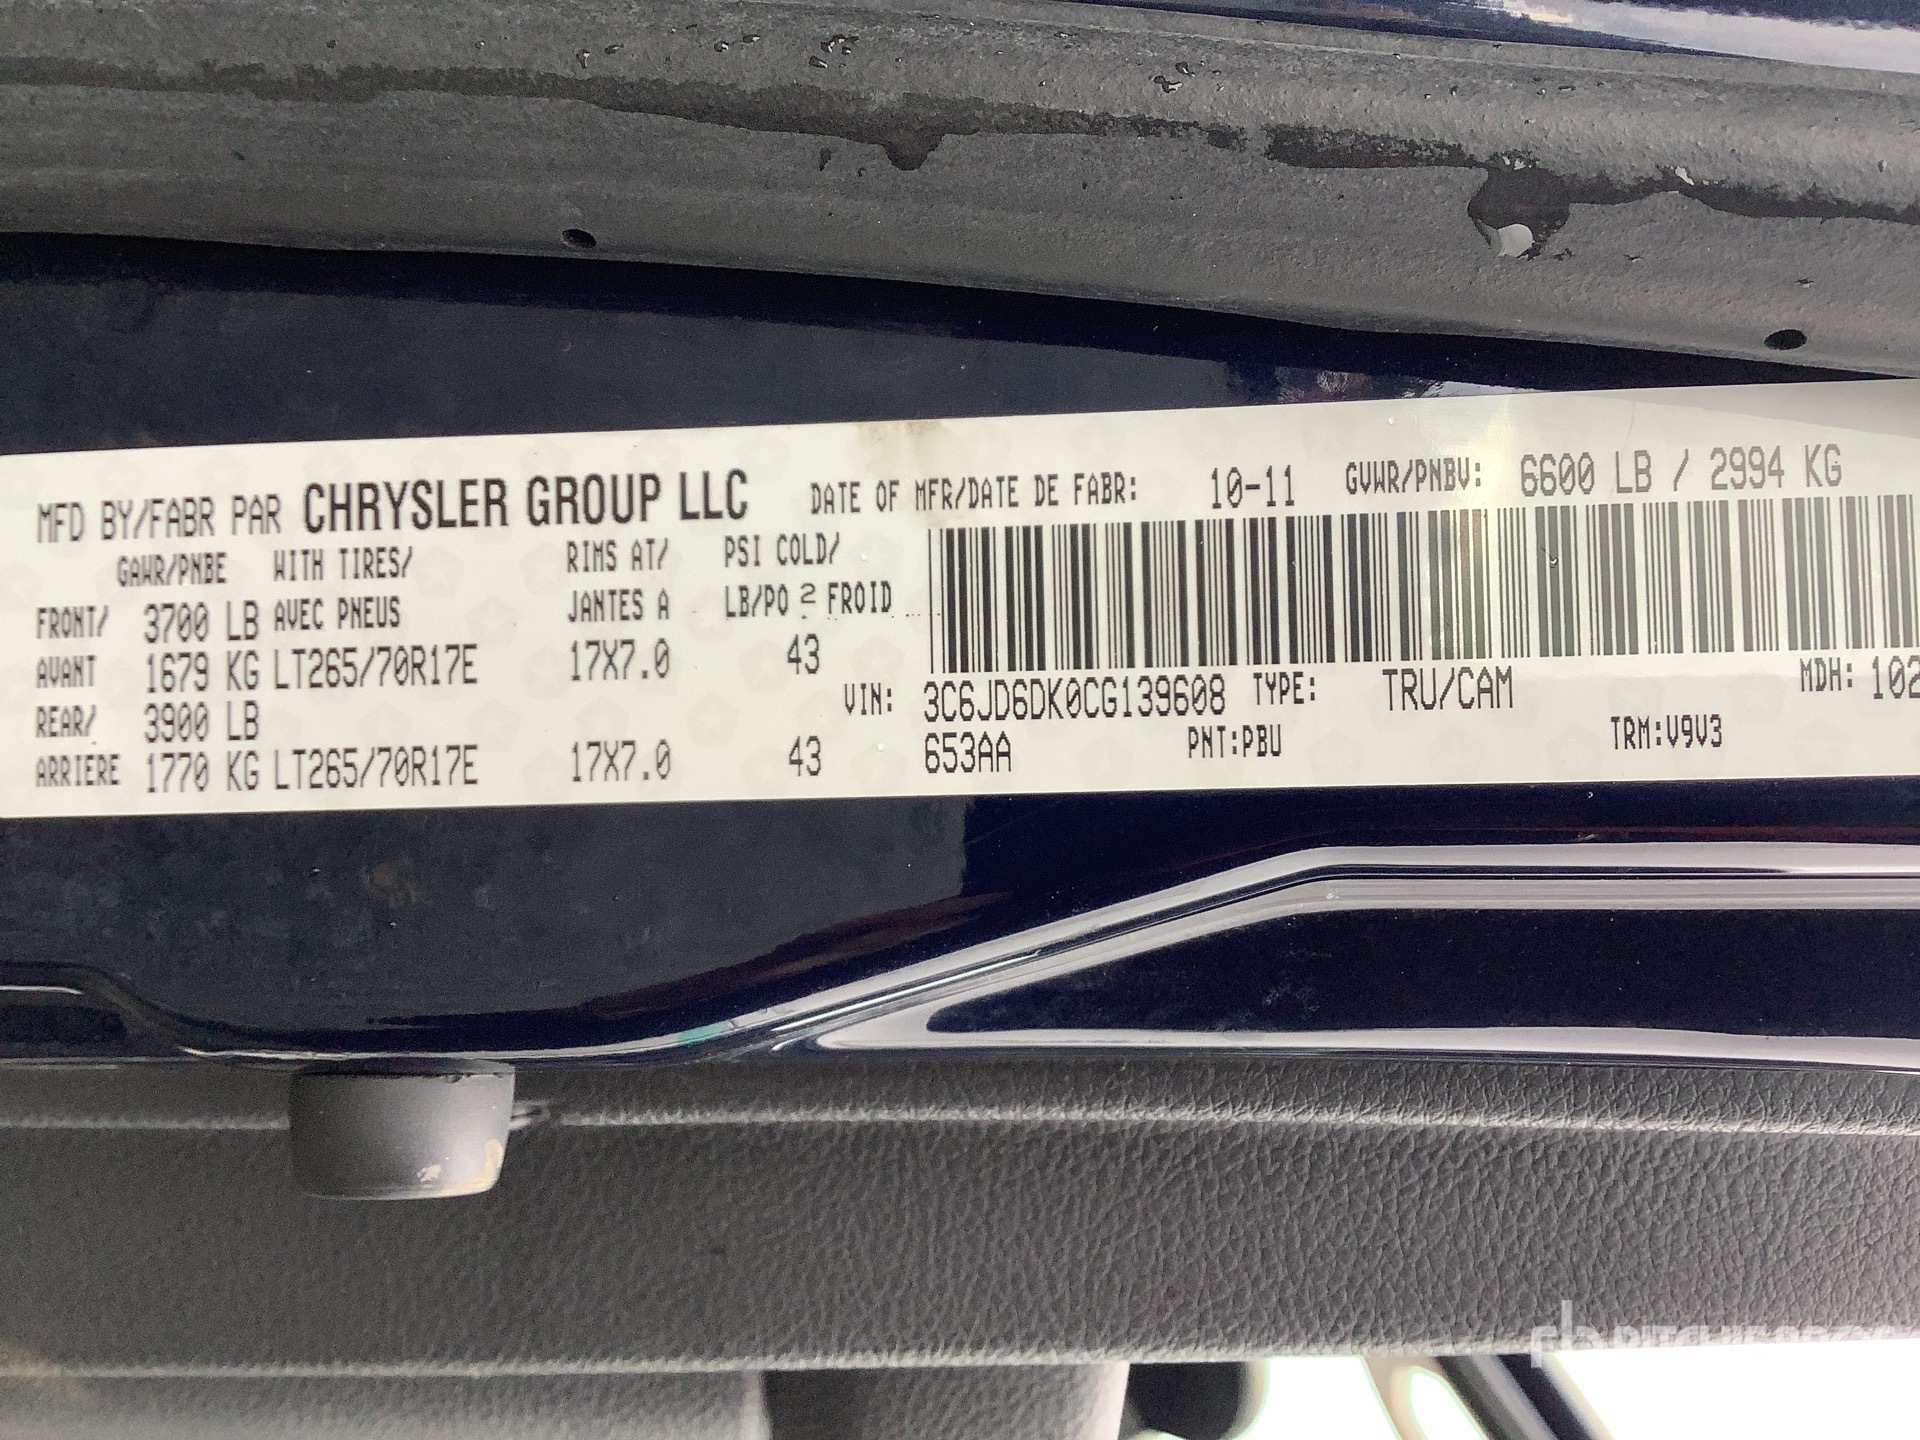 MFD BY/FABR PAR CHRYSLER GROUP LLC DATE OF MFR/DATE DE FABR: 10-11 GVWR/PNBV: 6600 LB / 2994 KG
GAWR/PNBE WITH TIRES/ RIMS AT/ PSI COLD/
FRONT/ 3700 LB AVEC PNEUS JANTES A LB/PO 2 FROID
AVANT 1679 KG LT265/70R17E 17X7.0 43
VIN: 3C6JD6DK0CG139608 TYPE: TRU/CAM MDH: 102
REAR/ 3900 LB
ARRIERE 1770 KG LT265/70R17E 17X7.0 43
653AA PNT:PBU TRM:V9V3